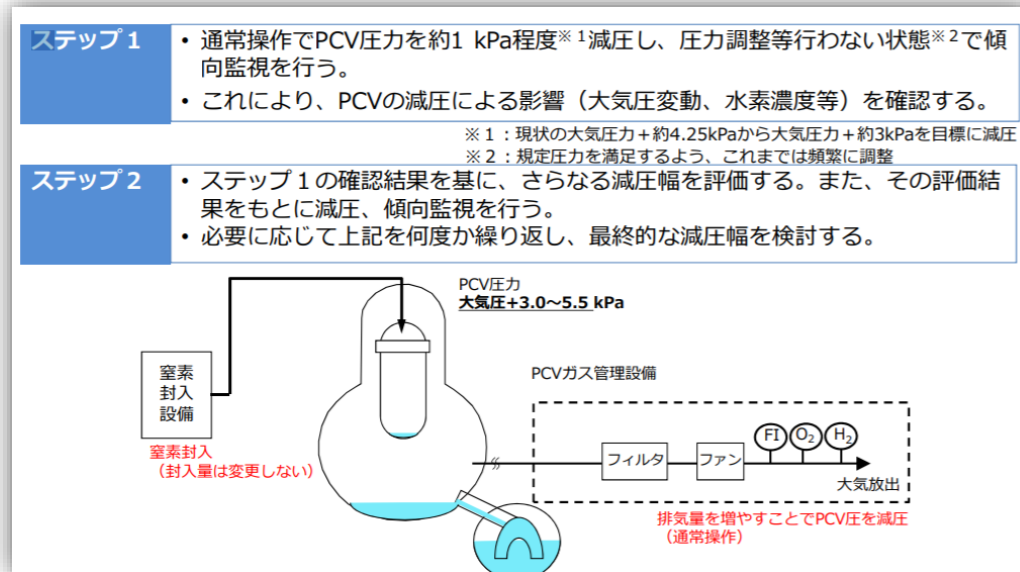 ステップ１
• 通常操作でPCV圧力を約1 kPa程度※１減圧し、圧力調整等行わない状態※２で傾
向監視を行う。
• これにより、PCVの減圧による影響（大気圧変動、水素濃度等）を確認する。
※１：現状の大気圧力＋約4.25kPaから大気圧力＋約3kPaを目標に減圧
※２：規定圧力を満足するよう、これまでは頻繁に調整
ステップ２
• ステップ１の確認結果を基に、さらなる減圧幅を評価する。また、その評価結
果をもとに減圧、傾向監視を行う。
• 必要に応じて上記を何度か繰り返し、最終的な減圧幅を検討する。
PCV圧力
大気圧+3.0～5.5 kPa
窒素
封入
設備
窒素封入
（封入量は変更しない）
PCVガス管理設備
フィルタ
ファン
FI
O₂
H₂
大気放出
排気量を増やすことでPCV圧を減圧
（通常操作）